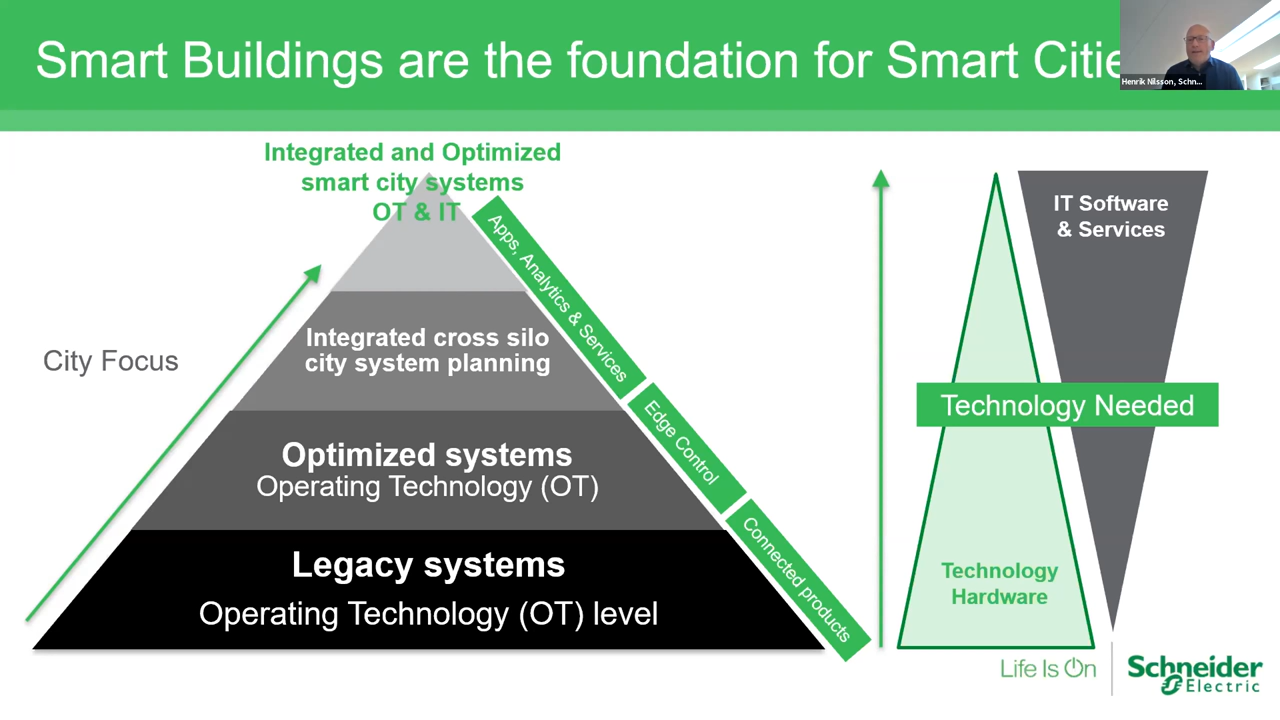 Smart Buildings are the foundation for Smart Citie
Henrik Nilsson, Schn...
Integrated and Optimized
smart city systems
OT & IT
Apps, Analytics & Services
Integrated cross silo
city system planning
City Focus
Edge Control
Optimized systems
Operating Technology (OT)
Connected products
Legacy systems
Operating Technology (OT) level
IT Software
& Services
Technology Needed
Technology
Hardware
Life Is On
Schneider
Electric